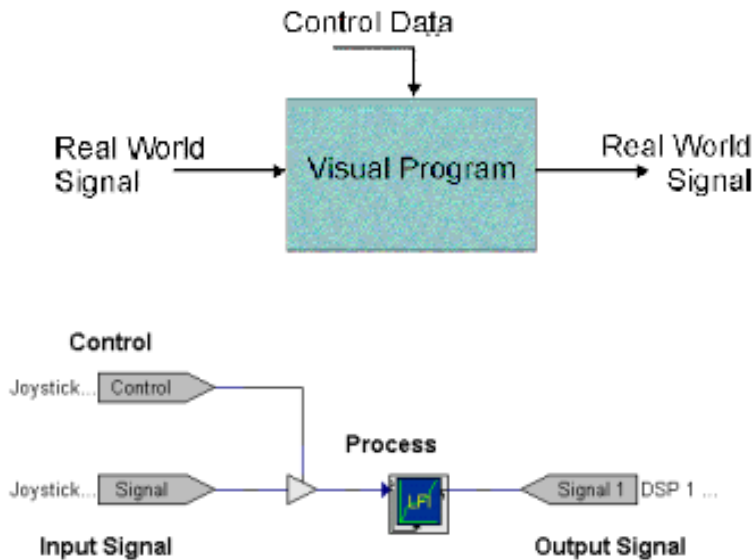 Control Data
Real World
Signal
Visual Program
Real World
Signal
Control
Joystick...
Control
Process
Joystick...
Signal
LFT
Signal 1
DSP 1 ...
Input Signal
Output Signal